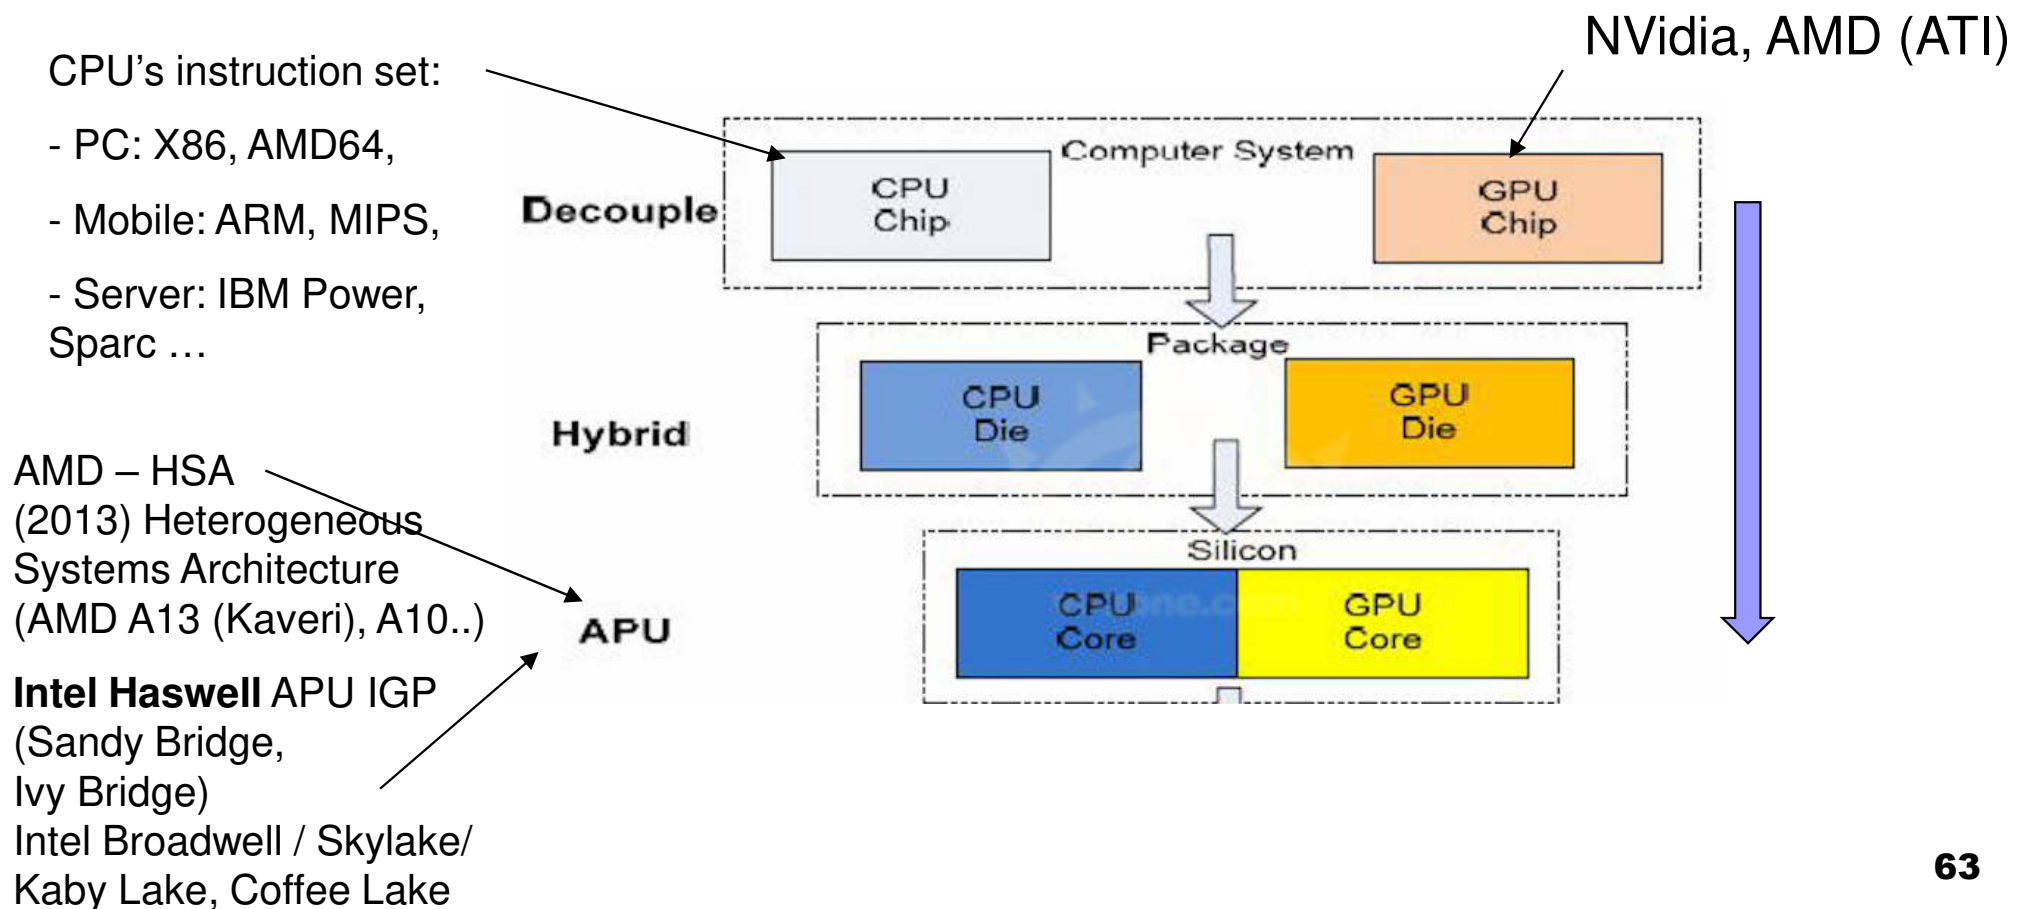 NVidia, AMD (ATI)
CPU’s instruction set:
- PC: X86, AMD64,
- Mobile: ARM, MIPS,
- Server: IBM Power,
Sparc …
Computer System
Decouple
CPU
Chip
GPU
Chip
Package
Hybrid
CPU
Die
GPU
Die
AMD – HSA
(2013) Heterogeneous
Systems Architecture
(AMD A13 (Kaveri), A10..)
Silicon
APU
CPU
Core
GPU
Core
Intel Haswell APU IGP
(Sandy Bridge,
Ivy Bridge)
Intel Broadwell / Skylake/
Kaby Lake, Coffee Lake
63